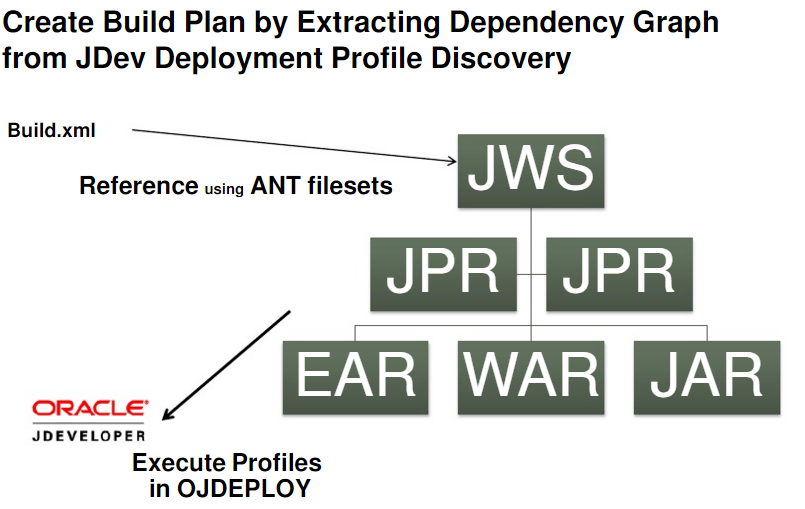 Create Build Plan by Extracting Dependency Graph
from JDev Deployment Profile Discovery
Build.xml
JWS
Reference using ANT filesets
JPR JPR
EAR WAR JAR
ORACLE®
JDEVELOPER
Execute Profiles
in OJDEPLOY